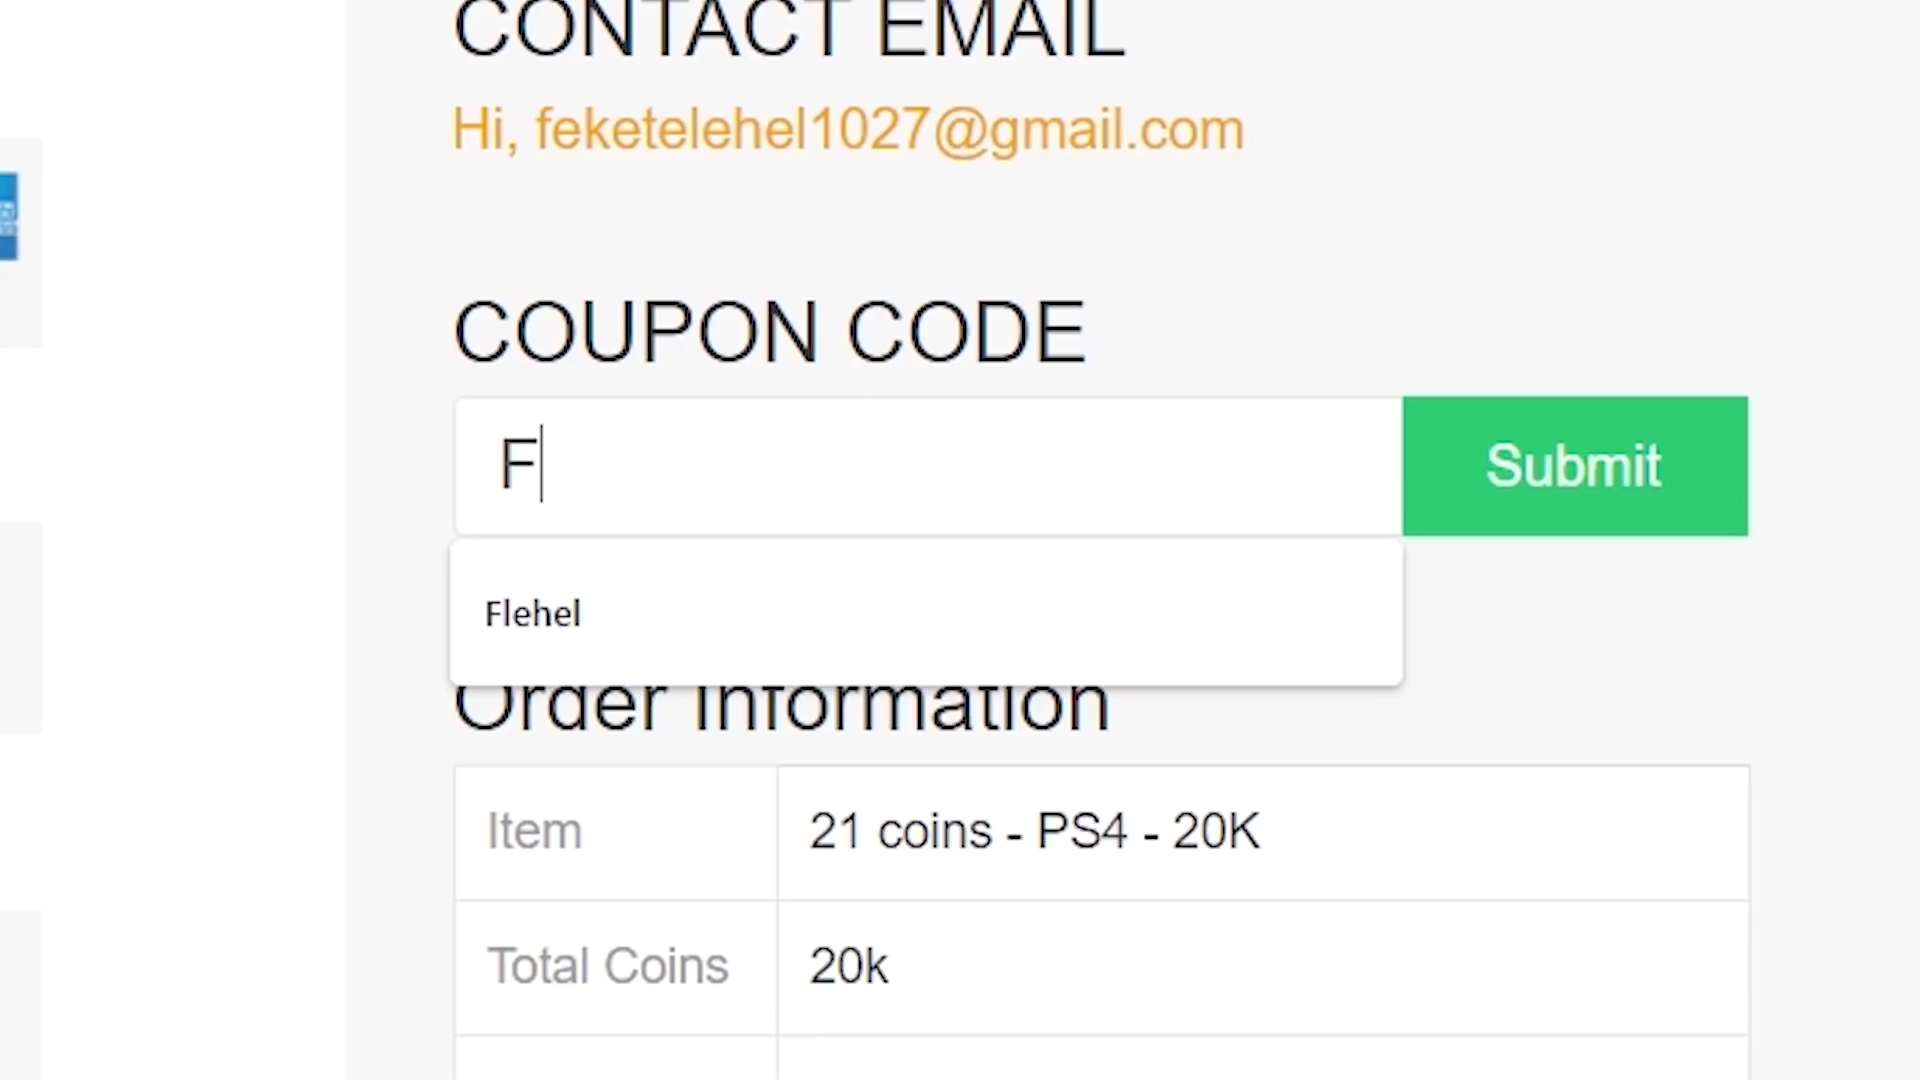 CONTACT EMAIL
Hi, feketelehel1027@gmail.com
COUPON CODE
F
Submit
Flehel
Order Information
Item
21 coins - PS4 - 20K
Total Coins
20k